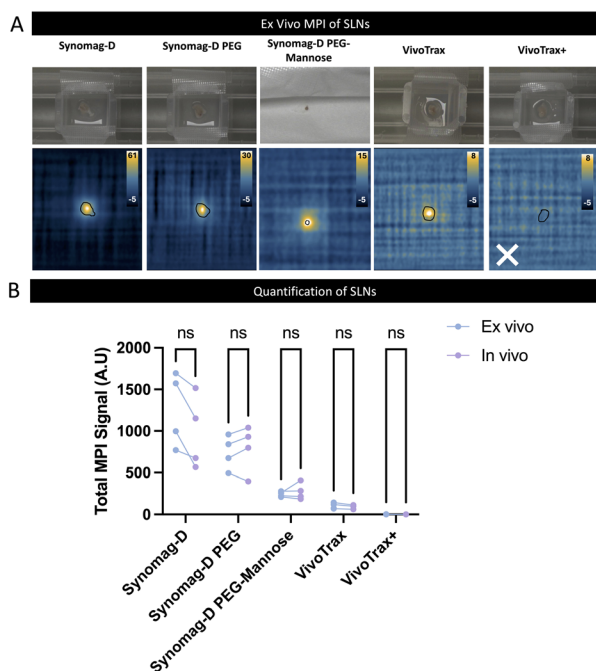 A
Ex Vivo MPI of SLNs
Synomag-D
Synomag-D PEG
Synomag-D PEG-
Mannose
VivoTrax
VivoTrax+
61
-5
30
-5
15
-5
8
-5
8
-5
B
Quantification of SLNs
ns
ns
ns
ns
ns
Ex vivo
In vivo
Total MPI Signal (A.U)
2000
1500
1000
500
0
Synomag-D
Synomag-D PEG
Synomag-D PEG-Mannose
VivoTrax
VivoTrax+